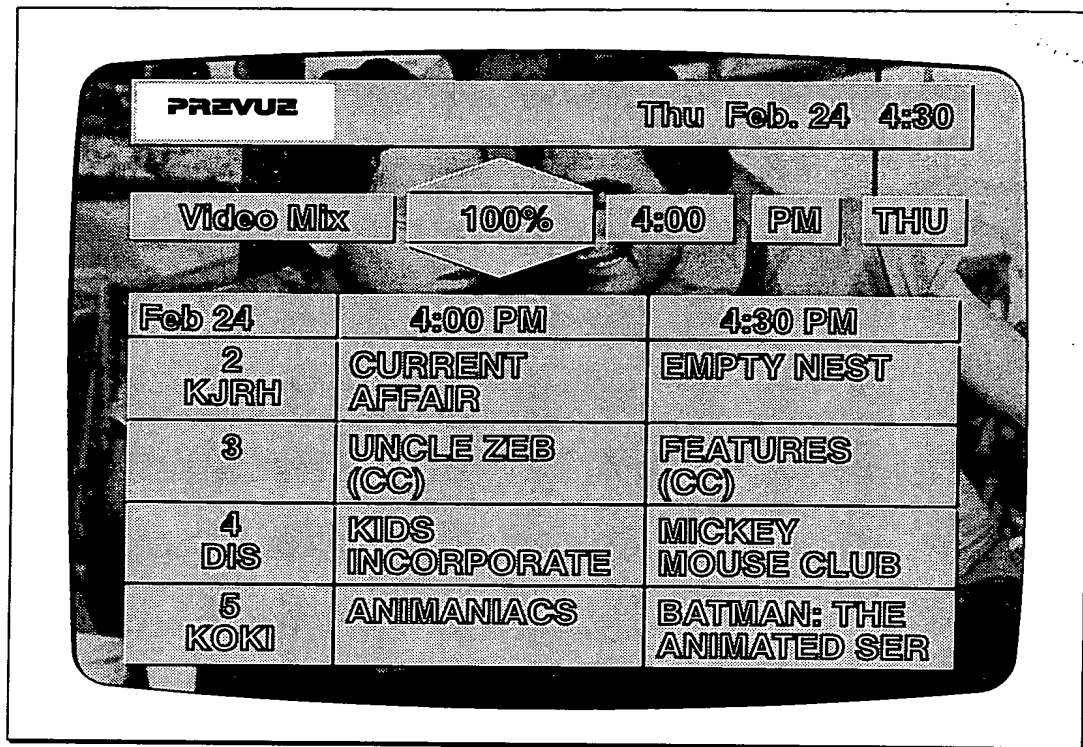 PREVUE
Thu Feb. 24 4:30
Video Mix 100% 4:00 PM THU
Feb 24 4:00 PM 4:30 PM
2 KJRH CURRENT AFFAIR EMPTY NEST
3 UNCLE ZEB (CC) FEATURES (CC)
4 DIS KIDS INCORPORATE MICKEY MOUSE CLUB
5 KOKI ANIMANIACS BATMAN: THE ANIMATED SER